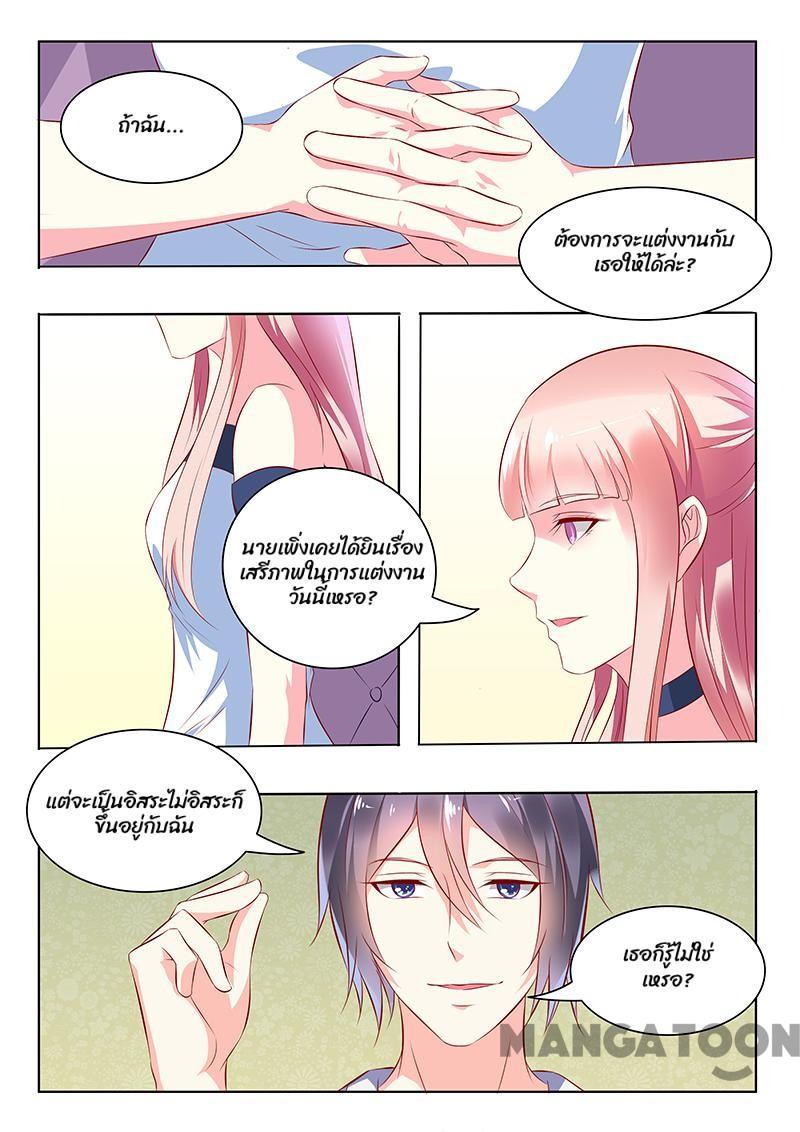 ถ้าฉัน...
ต้องการจะแต่งงานกับ
เธอให้ได้ล่ะ?
นายเพิ่งเคยได้ยินเรื่อง
เสรีภาพในการแต่งงาน
วันนี้เหรอ?
แต่จะเป็นอิสระไม่อิสระก็
ขึ้นอยู่กับฉัน
เธอก็รู้ไม่ใช่
เหรอ?
MANGATOON